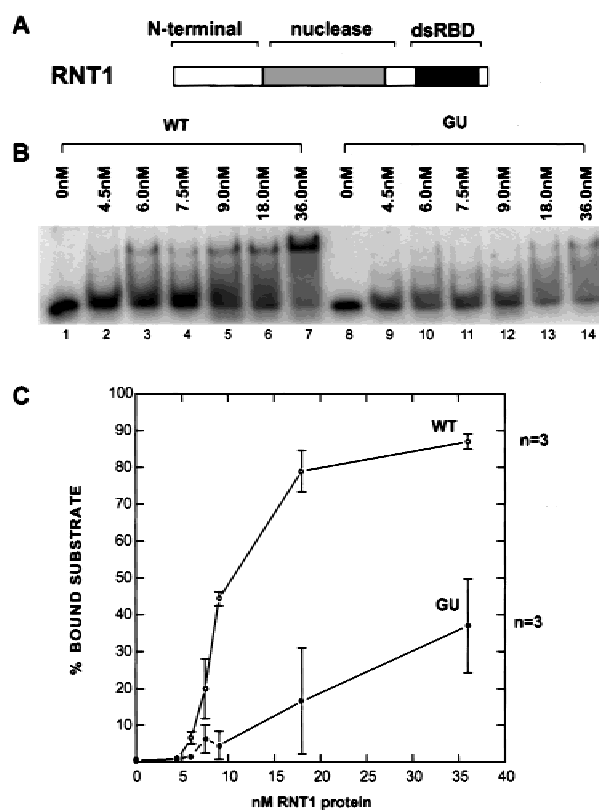 A
N-terminal nuclease dsRBD
RNT1
B
WT GU
0nM 4.5nM 6.0nM 7.5nM 9.0nM 18.0nM 36.0nM 0nM 4.5nM 6.0nM 7.5nM 9.0nM 18.0nM 36.0nM
1 2 3 4 5 6 7 8 9 10 11 12 13 14
C
100
90
80
70
60
50
40
30
20
10
% BOUND SUBSTRATE
WT
n=3
GU
n=3
0 5 10 15 20 25 30 35 40
nM RNT1 protein